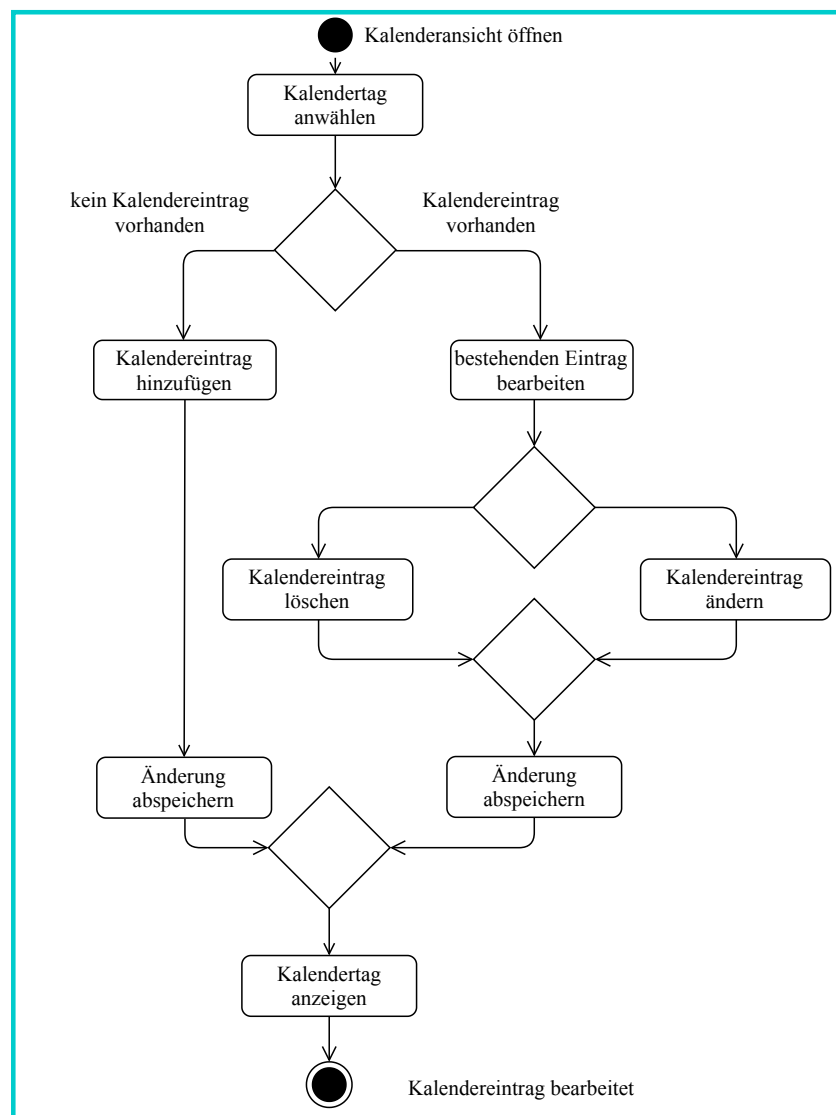 Kalenderansicht öffnen
Kalendertag
anwählen
kein Kalendereintrag
vorhanden
Kalendereintrag
vorhanden
Kalendereintrag
hinzufügen
bestehenden Eintrag
bearbeiten
Kalendereintrag
löschen
Kalendereintrag
ändern
Änderung
abspeichern
Änderung
abspeichern
Kalendertag
anzeigen
Kalendereintrag bearbeitet